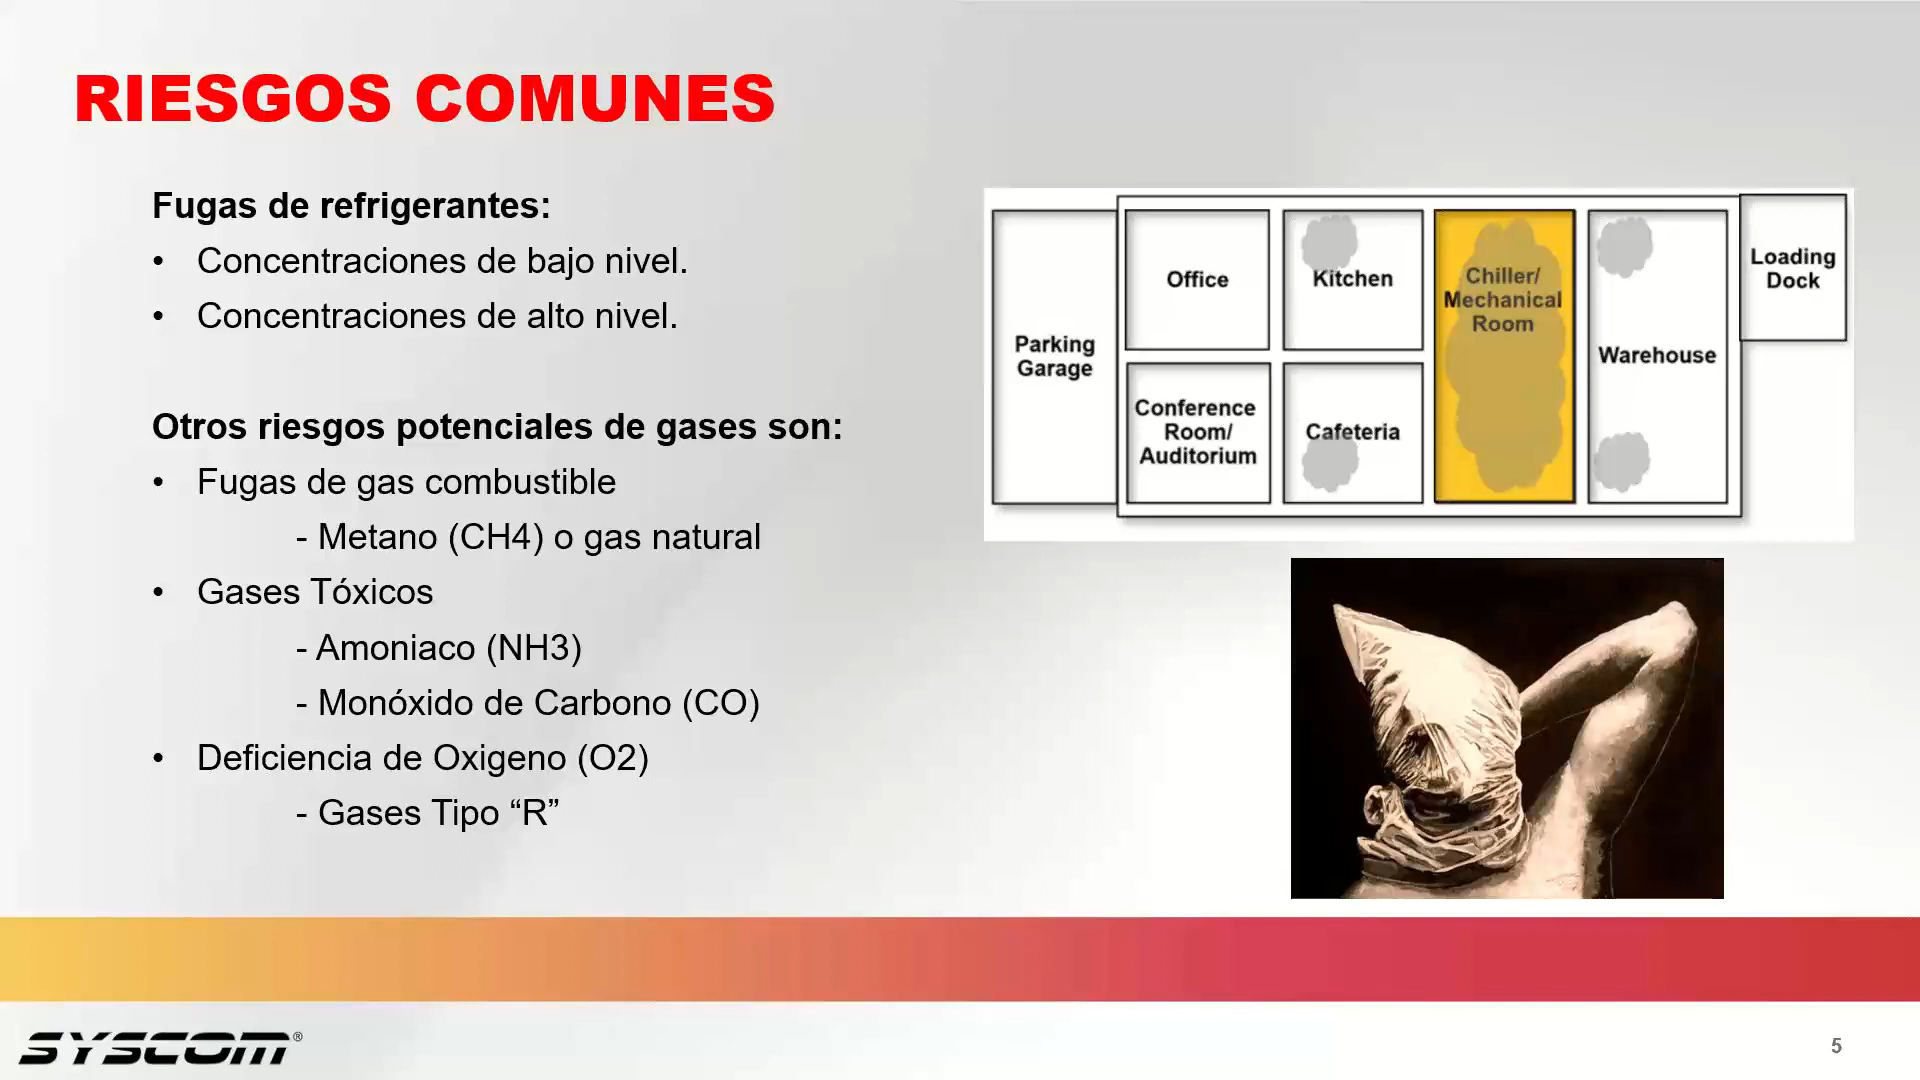 RIESGOS COMUNES
Fugas de refrigerantes:
• Concentraciones de bajo nivel.
• Concentraciones de alto nivel.
Otros riesgos potenciales de gases son:
• Fugas de gas combustible
- Metano (CH4) o gas natural
• Gases Tóxicos
- Amoniaco (NH3)
- Monóxido de Carbono (CO)
• Deficiencia de Oxigeno (O2)
- Gases Tipo “R”
Parking
Garage
Office
Conference
Room/
Auditorium
Kitchen
Cafeteria
Chiller/
Mechanical
Room
Warehouse
Loading
Dock
SYSCOM®
5